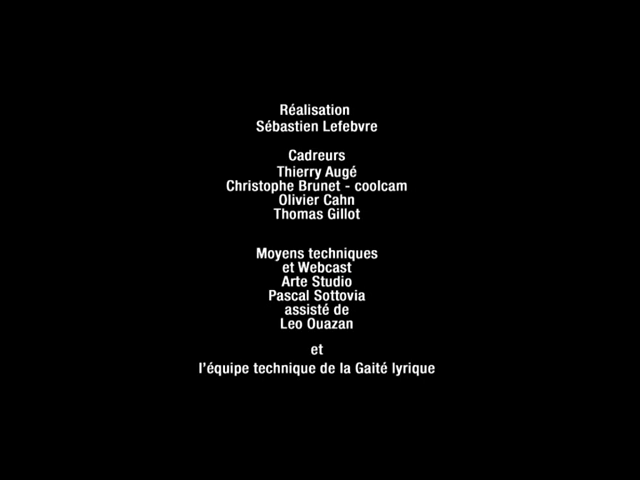 Réalisation
Sébastien Lefebvre
Cadreurs
Thierry Augé
Christophe Brunet - coolcam
Olivier Cahn
Thomas Gillot
Moyens techniques
et Webcast
Arte Studio
Pascal Sottovia
assisté de
Leo Ouazan
et
l'équipe technique de la Gaité lyrique